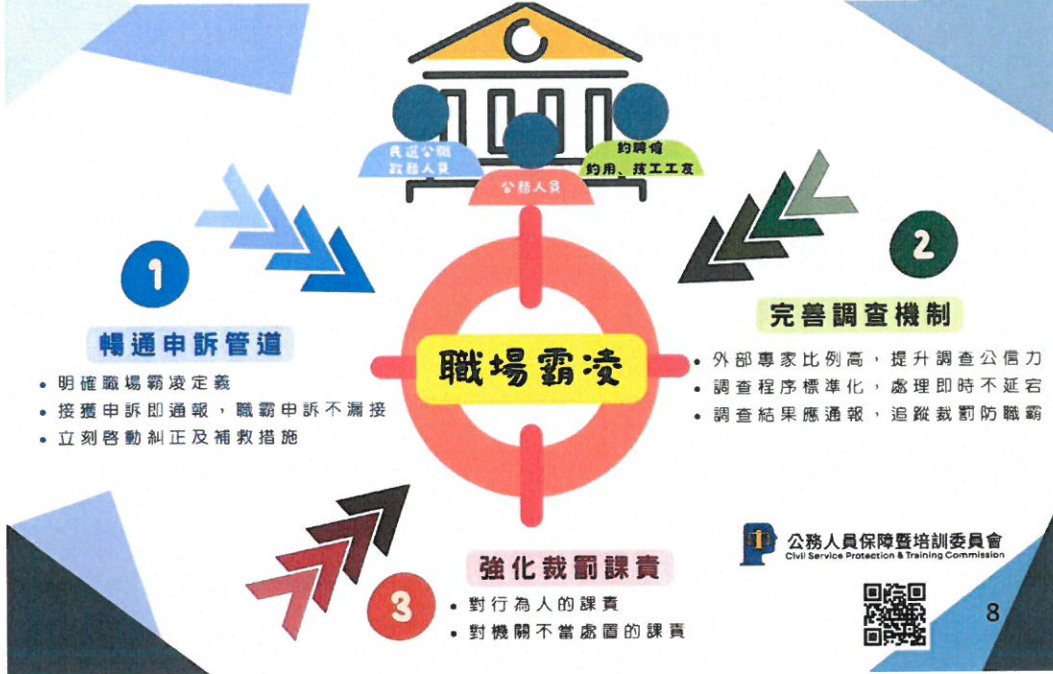 民選公職
政務人員
公務人員
約聘僱
約用、技工工友
1
暢通申訴管道
• 明確職場霸凌定義
• 接獲申訴即通報，職霸申訴不漏接
• 立刻啓動糾正及補救措施
職場霸凌
2
完善調查機制
• 外部專家比例高，提升調查公信力
• 調查程序標準化，處理即時不延宕
• 調查結果應通報，追蹤裁罰防職霸
3
強化裁罰課責
• 對行為人的課責
• 對機關不當處置的課責
公務人員保障暨培訓委員會
Civil Service Protection & Training Commission
8